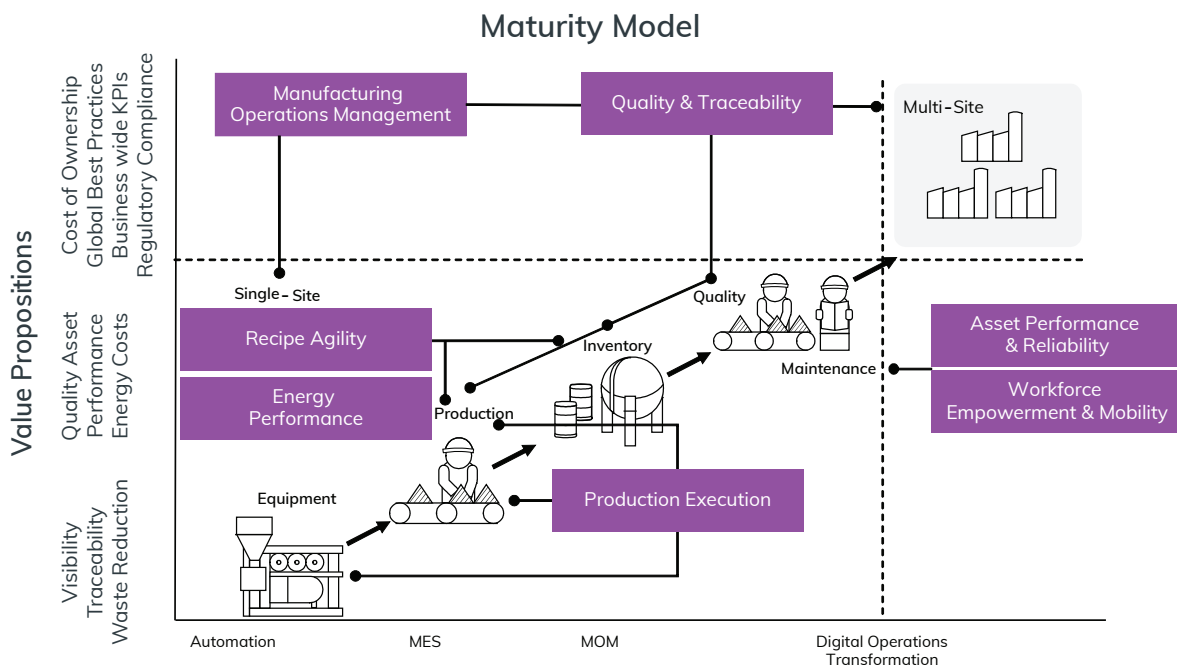 Maturity Model
Value Propositions
Cost of Ownership
Global Best Practices
Business wide KPIs
Regulatory Compliance
Quality Asset
Performance
Energy Costs
Visibility
Traceability
Waste Reduction
Manufacturing
Operations Management
Quality & Traceability
Multi-Site
Single-Site
Recipe Agility
Energy
Performance
Quality
Inventory
Production
Maintenance
Asset Performance
& Reliability
Workforce
Empowerment & Mobility
Production Execution
Equipment
Automation
MES
MOM
Digital Operations
Transformation